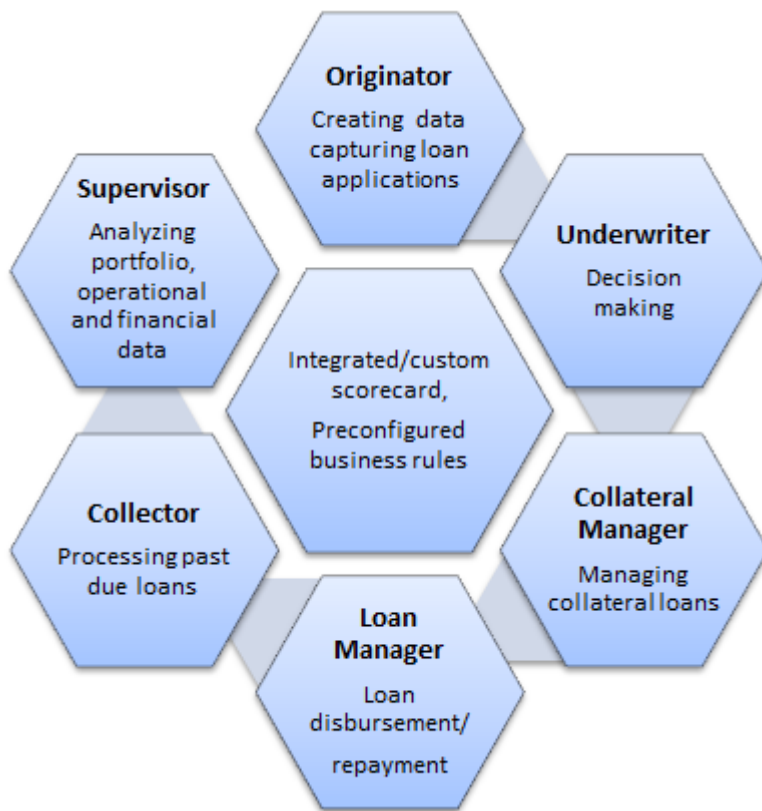 Originator
Creating data
capturing loan
applications
Supervisor
Analyzing
portfolio,
operational
and financial
data
Underwriter
Decision
making
Integrated/custom
scorecard,
Preconfigured
business rules
Collector
Processing past
due loans
Collateral
Manager
Managing
collateral loans
Loan
Manager
Loan
disbursement/
repayment